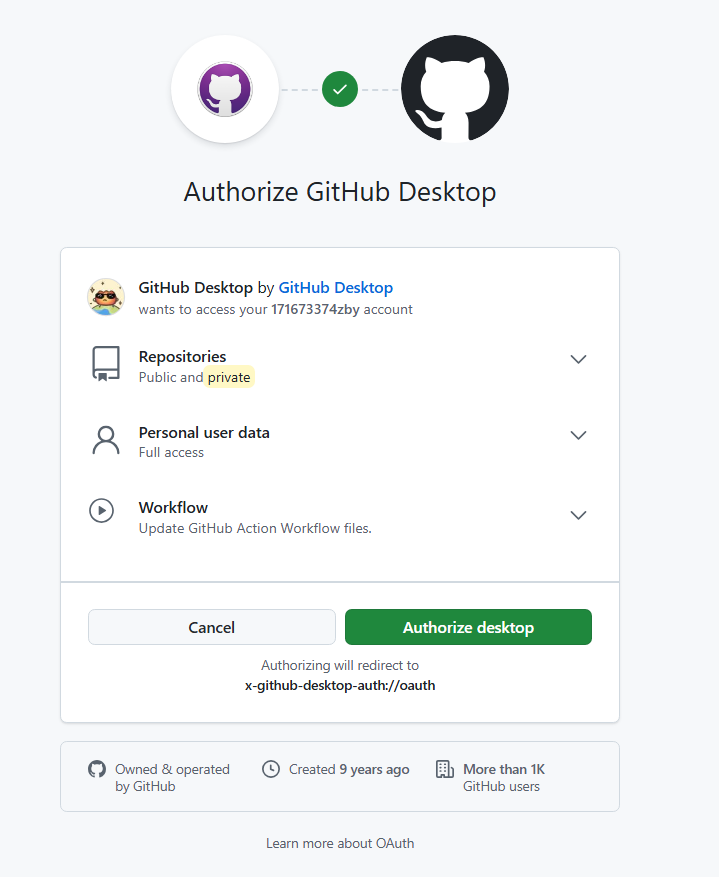 Authorize GitHub Desktop
GitHub Desktop by GitHub Desktop
wants to access your 171673374zby account
Repositories
Public and private
Personal user data
Full access
Workflow
Update GitHub Action Workflow files.
Cancel
Authorize desktop
Authorizing will redirect to
x-github-desktop-auth://oauth
Owned & operated
by GitHub
Created 9 years ago
More than 1K
GitHub users
Learn more about OAuth